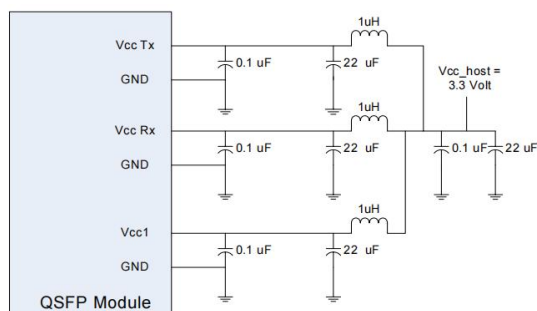 1uH
Vcc Tx
0.1 uF
22 uF
Vcc_host =
3.3 Volt
GND
1uH
Vcc Rx
0.1 uF
22 uF
0.1 uF
22 uF
GND
1uH
Vcc1
0.1 uF
22 uF
GND
QSFP Module